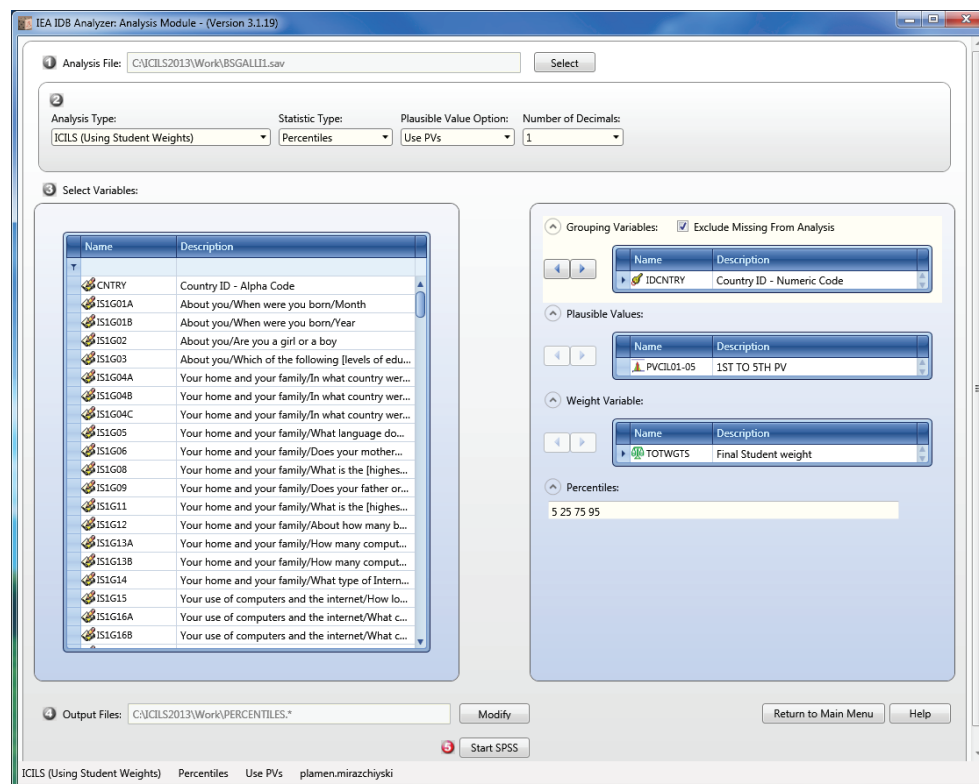 IEA IDB Analyzer: Analysis Module - (Version 3.1.19)
1 Analysis File: C:\ICILS2013\Work\BSGALLI1.sav Select
2
Analysis Type: Statistic Type: Plausible Value Option: Number of Decimals:
ICILS (Using Student Weights) Percentiles Use PVs 1
3 Select Variables:
Name Description
CNTRY Country ID - Alpha Code
IS1G01A About you/When were you born/Month
IS1G01B About you/When were you born/Year
IS1G02 About you/Are you a girl or a boy
IS1G03 About you/Which of the following [levels of edu...
IS1G04A Your home and your family/In what country wer...
IS1G04B Your home and your family/In what country wer...
IS1G04C Your home and your family/In what country wer...
IS1G05 Your home and your family/What language do...
IS1G06 Your home and your family/Does your mother...
IS1G08 Your home and your family/What is the [highes...
IS1G09 Your home and your family/Does your father or...
IS1G11 Your home and your family/What is the [highes...
IS1G12 Your home and your family/About how many b...
IS1G13A Your home and your family/How many comput...
IS1G13B Your home and your family/How many comput...
IS1G14 Your home and your family/What type of Intern...
IS1G15 Your use of computers and the internet/How lo...
IS1G16A Your use of computers and the internet/What c...
IS1G16B Your use of computers and the internet/What c...
Grouping Variables: Exclude Missing From Analysis
Name Description
IDCNTRY Country ID - Numeric Code
Plausible Values:
Name Description
PVCIL01-05 1ST TO 5TH PV
Weight Variable:
Name Description
TOTWGTS Final Student weight
Percentiles:
5 25 75 95
4 Output Files: C:\ICILS2013\Work\PERCENTILES.* Modify Return to Main Menu Help
5 Start SPSS
ICILS (Using Student Weights) Percentiles Use PVs plamen.mirazchiyski